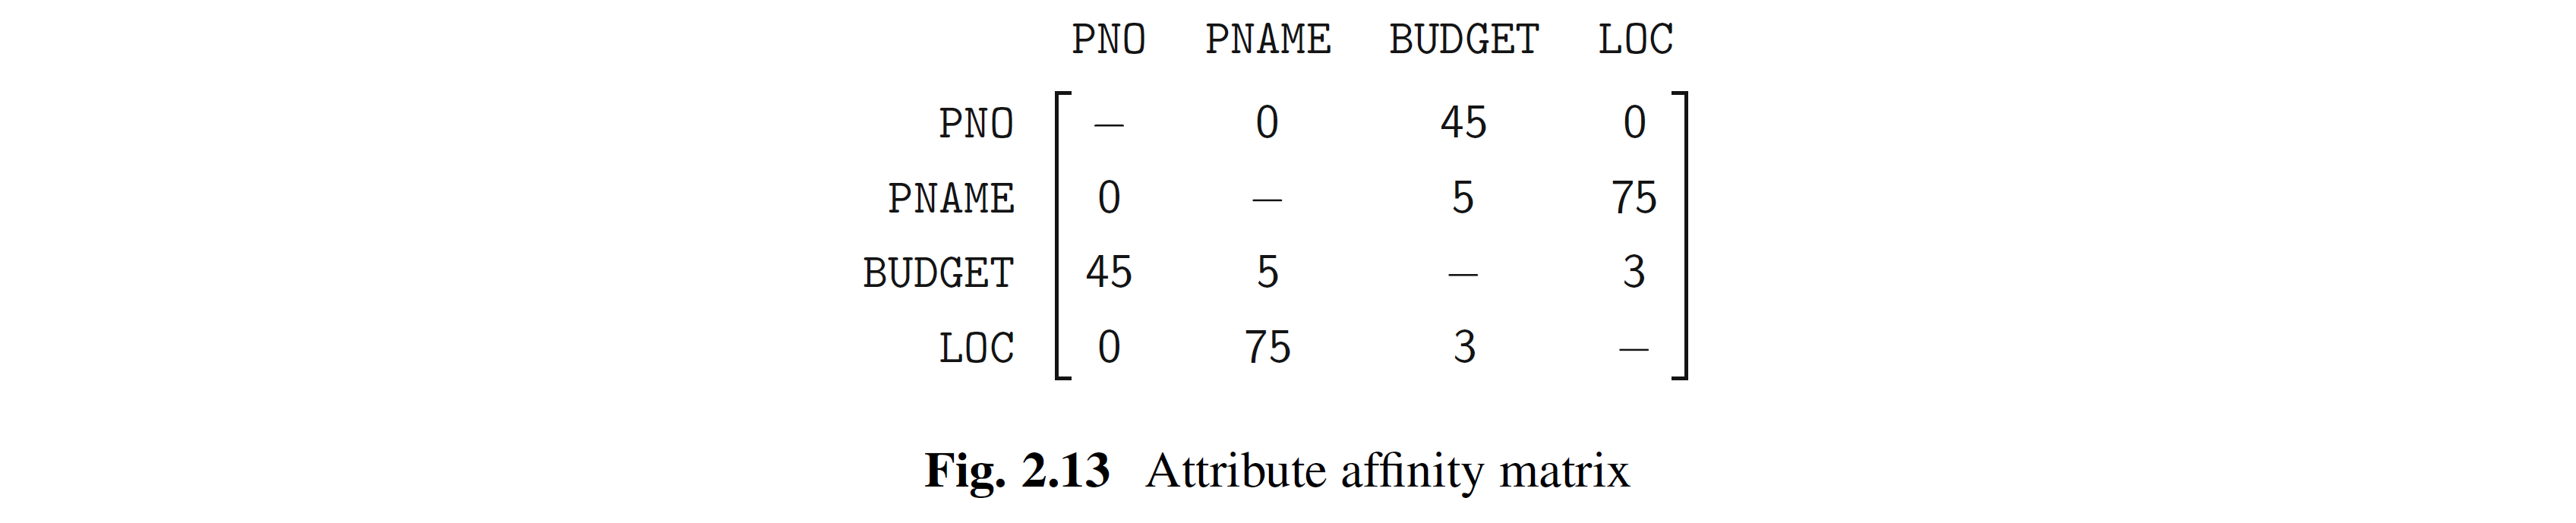 PNO PNAME BUDGET LOC
PNO — 0 45 0
PNAME 0 — 5 75
BUDGET 45 5 — 3
LOC 0 75 3 —
Fig. 2.13 Attribute affinity matrix